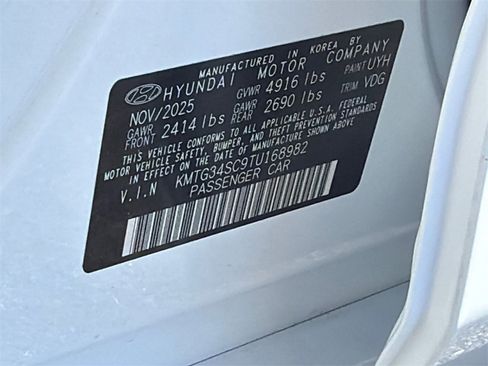 MANUFACTURED IN KOREA BY
HYUNDAI MOTOR COMPANY
NOV/2025 GVWR 4916 lbs PAINT UYH
GAWR FRONT 2414 lbs GAWR REAR 2690 lbs TRIM VDG
THIS VEHICLE CONFORMS TO ALL APPLICABLE U.S.A. FEDERAL
MOTOR VEHICLE SAFETY, BUMPER, AND THEFT PREVENTION STANDARDS
IN EFFECT ON THE DATE OF MANUFACTURE SHOWN ABOVE.
V.I.N KMTG34SC9TU168982
PASSENGER CAR